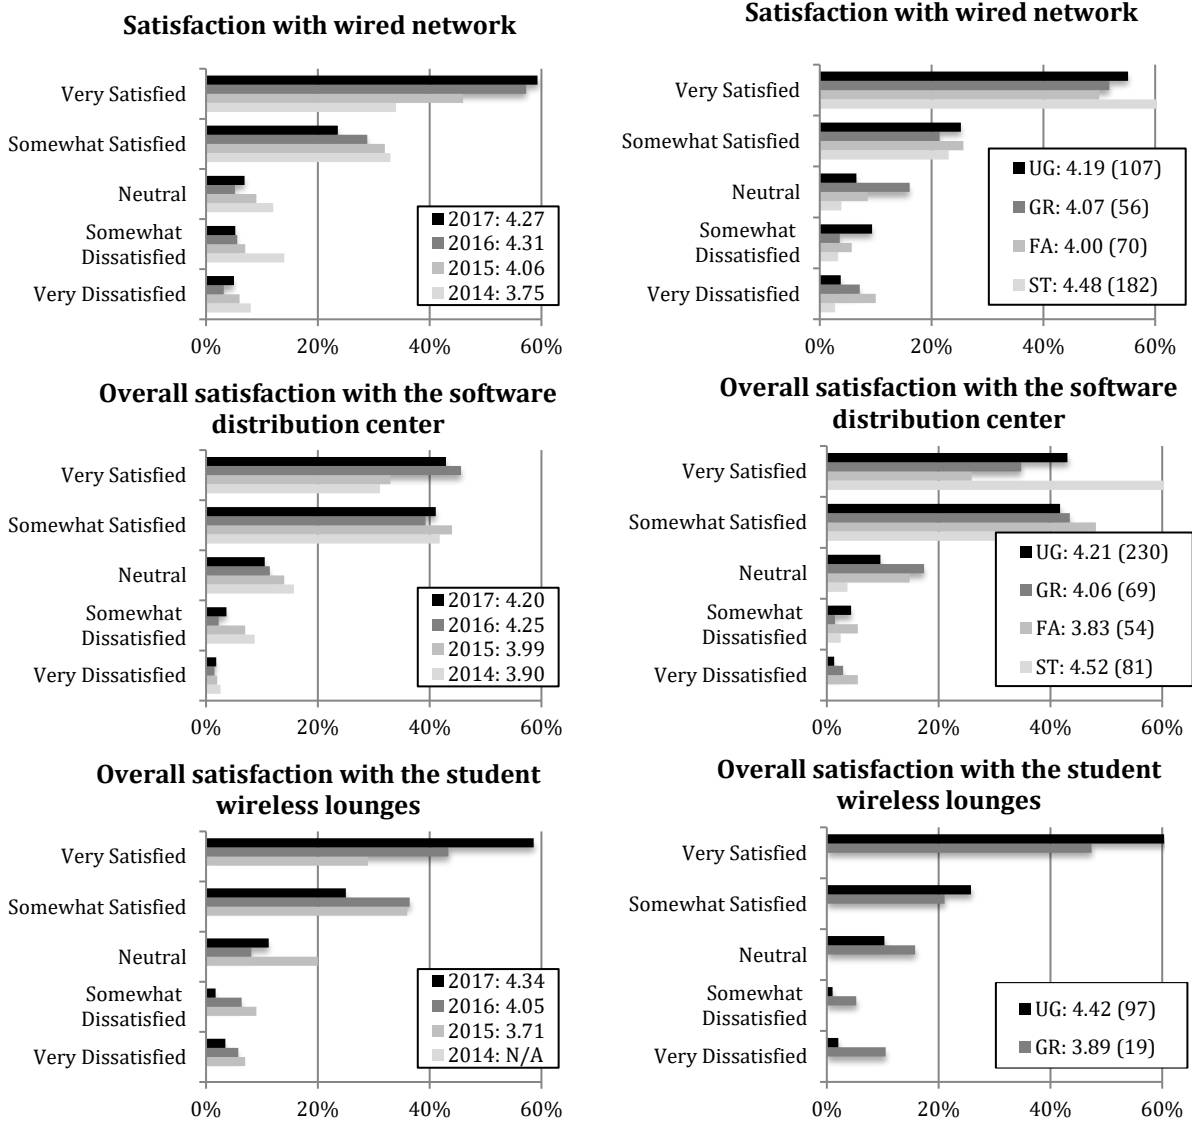 Satisfaction with wired network
Very Satisfied
Somewhat Satisfied
Neutral
Somewhat
Dissatisfied
Very Dissatisfied
2017: 4.27
2016: 4.31
2015: 4.06
2014: 3.75
0% 20% 40% 60%
Satisfaction with wired network
Very Satisfied
Somewhat Satisfied
Neutral
Somewhat
Dissatisfied
Very Dissatisfied
UG: 4.19 (107)
GR: 4.07 (56)
FA: 4.00 (70)
ST: 4.48 (182)
0% 20% 40% 60%
Overall satisfaction with the software
distribution center
Very Satisfied
Somewhat Satisfied
Neutral
Somewhat
Dissatisfied
Very Dissatisfied
2017: 4.20
2016: 4.25
2015: 3.99
2014: 3.90
0% 20% 40% 60%
Overall satisfaction with the software
distribution center
Very Satisfied
Somewhat Satisfied
Neutral
Somewhat
Dissatisfied
Very Dissatisfied
UG: 4.21 (230)
GR: 4.06 (69)
FA: 3.83 (54)
ST: 4.52 (81)
0% 20% 40% 60%
Overall satisfaction with the student
wireless lounges
Very Satisfied
Somewhat Satisfied
Neutral
Somewhat
Dissatisfied
Very Dissatisfied
2017: 4.34
2016: 4.05
2015: 3.71
2014: N/A
0% 20% 40% 60%
Overall satisfaction with the student
wireless lounges
Very Satisfied
Somewhat Satisfied
Neutral
Somewhat
Dissatisfied
Very Dissatisfied
UG: 4.42 (97)
GR: 3.89 (19)
0% 20% 40% 60%